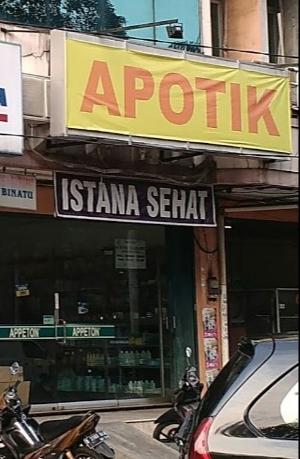 APOTIK
BINATU
ISTANA SEHAT
APPETON
APPETON